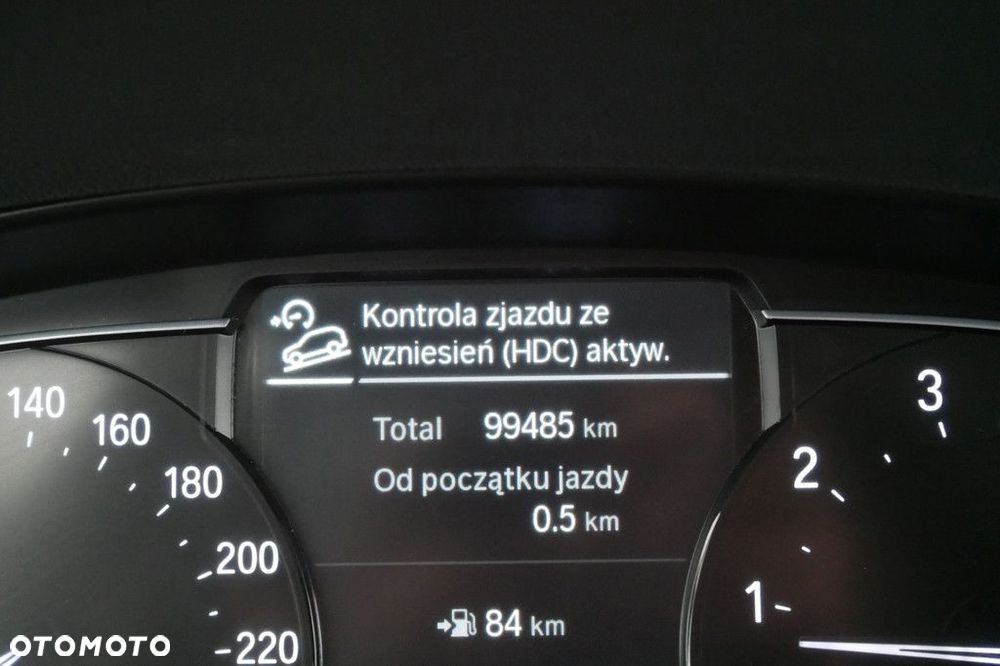 Kontrola zjazdu ze
wzniesień (HDC) aktyw.
Total 99485 km
Od początku jazdy
0.5 km
84 km
140
160
180
200
220
3
2
1
OTOMOTO